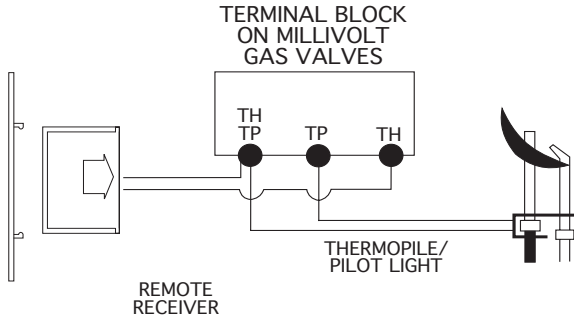 TERMINAL BLOCK
ON MILLIVOLT
GAS VALVES
TH
TP
TP
TH
THERMOPILE/
PILOT LIGHT
REMOTE
RECEIVER